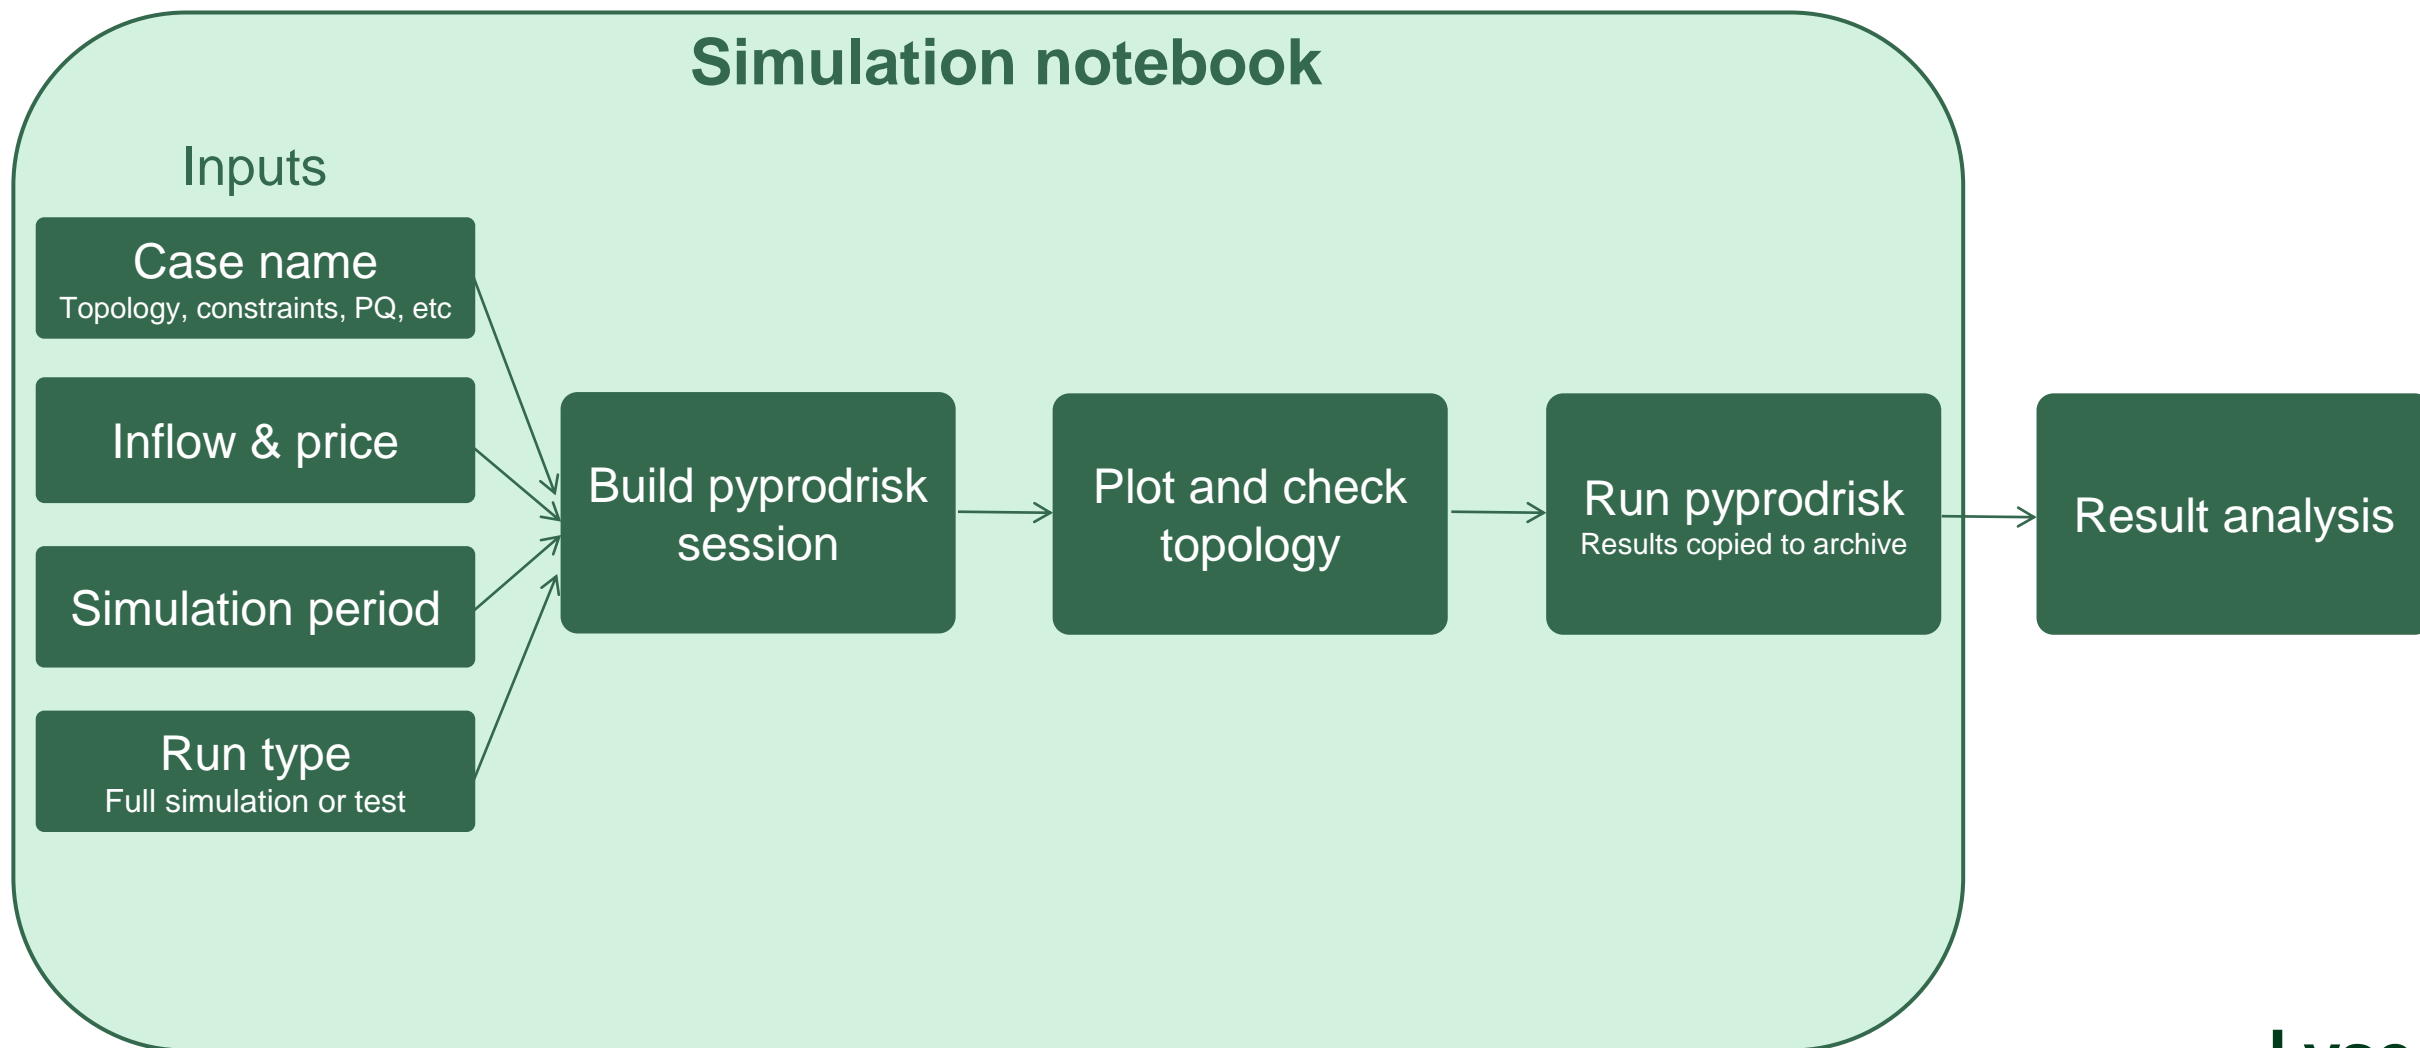 Simulation notebook
Inputs
Case name
Topology, constraints, PQ, etc
Inflow & price
Simulation period
Run type
Full simulation or test
Build pyprodrisk
session
Plot and check
topology
Run pyprodrisk
Results copied to archive
Result analysis